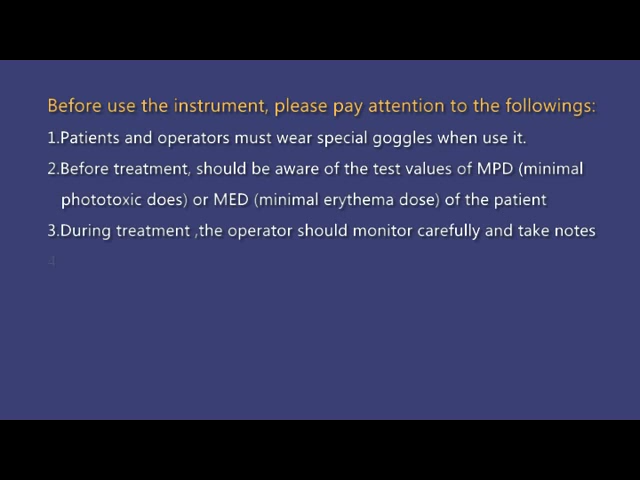 Before use the instrument, please pay attention to the followings:
1.Patients and operators must wear special goggles when use it.
2.Before treatment, should be aware of the test values of MPD (minimal
phototoxic does) or MED (minimal erythema dose) of the patient
3.During treatment ,the operator should monitor carefully and take notes
4